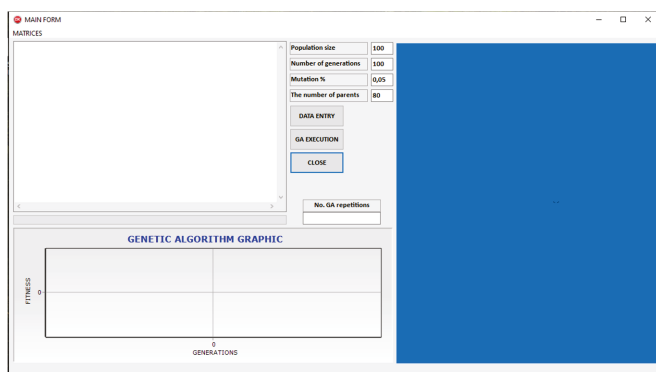 MAIN FORM
MATRICES
Population size 100
Number of generations 100
Mutation % 0,05
The number of parents 80
DATA ENTRY
GA EXECUTION
CLOSE
No. GA repetitions
GENETIC ALGORITHM GRAPHIC
FITNESS
0
0
GENERATIONS